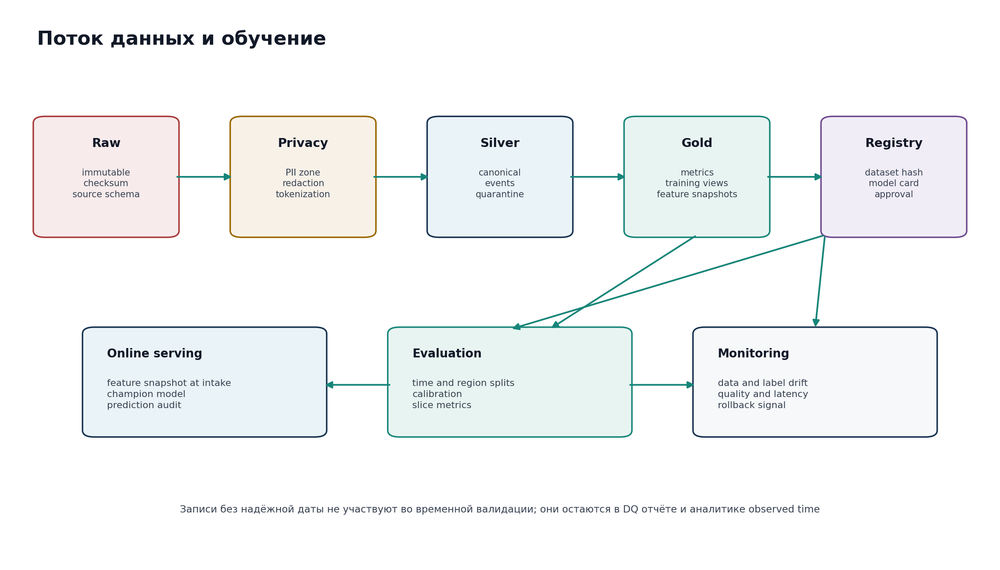 Поток данных и обучение
Raw
immutable
checksum
source schema
Privacy
PII zone
redaction
tokenization
Silver
canonical
events
quarantine
Gold
metrics
training views
feature snapshots
Registry
dataset hash
model card
approval
Online serving
feature snapshot at intake
champion model
prediction audit
Evaluation
time and region splits
calibration
slice metrics
Monitoring
data and label drift
quality and latency
rollback signal
Записи без надёжной даты не участвуют во временной валидации; они остаются в DQ отчёте и аналитике observed time